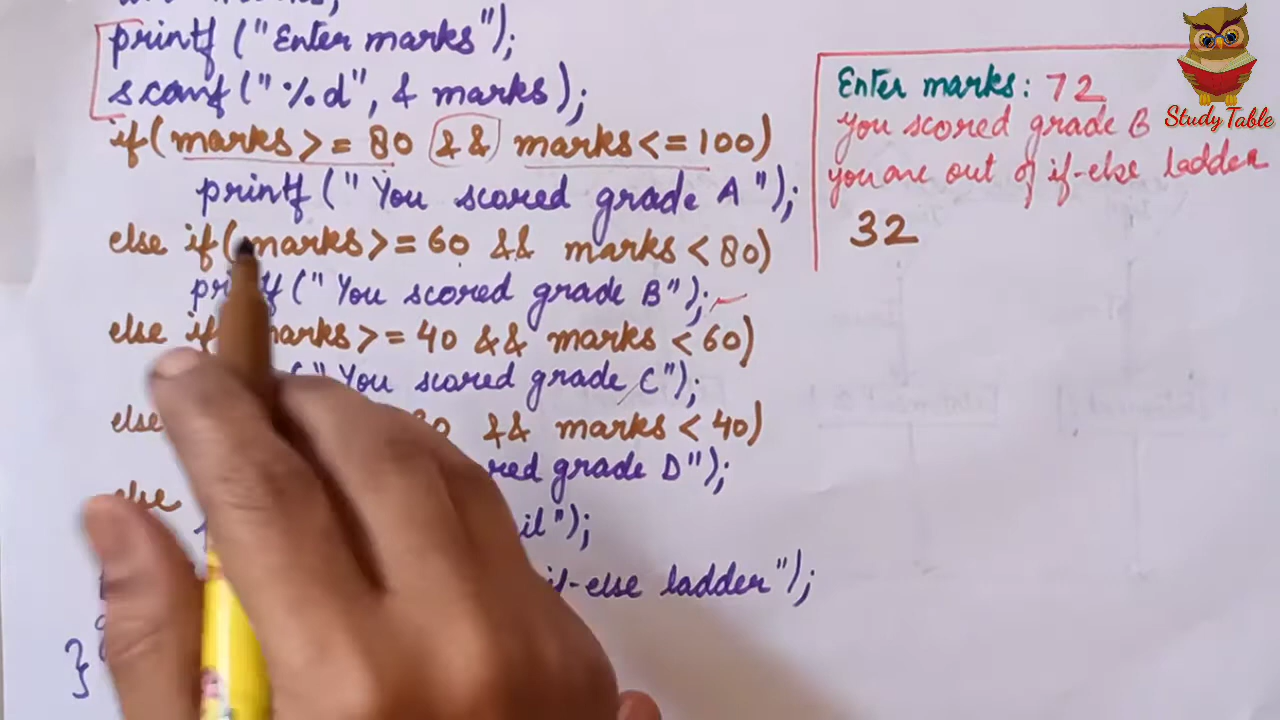 printf ("Enter marks");
scanf ("%d", & marks);
if( marks >= 80 && marks <= 100)
printf (" You scored grade A ");
else if( marks >= 60 && marks < 80)
("You scored grade B");
else if marks >= 40 && marks < 60)
("You scored grade C");
else && marks < 40)
grade D");
else
");
if-else ladder");
}
Enter marks: 72
you scored grade B
you are out of if-else ladder
32
Study Table